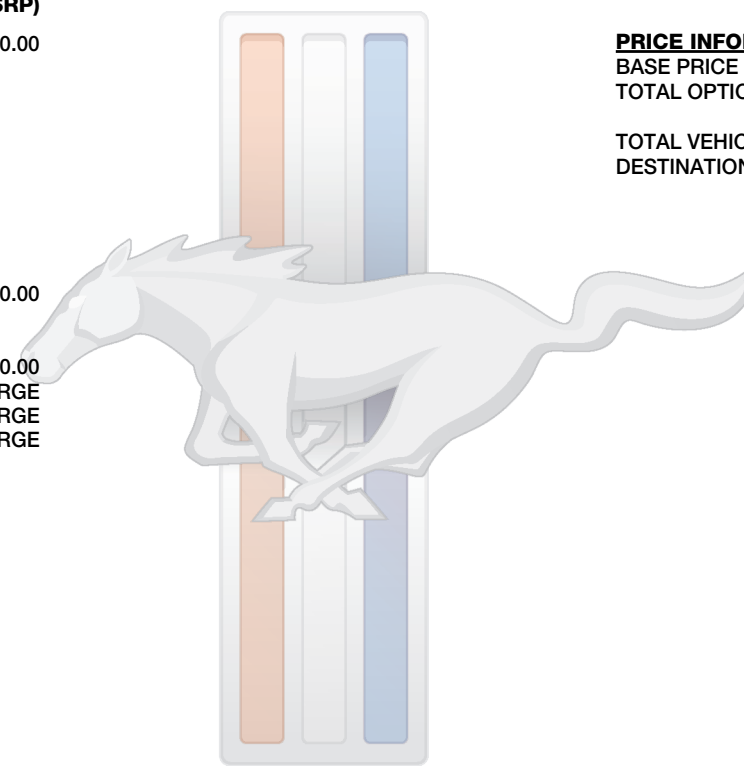 SRP)
0.00
0.00
0.00
RGE
RGE
RGE
PRICE INFO
BASE PRICE
TOTAL OPTIO
TOTAL VEHIC
DESTINATION